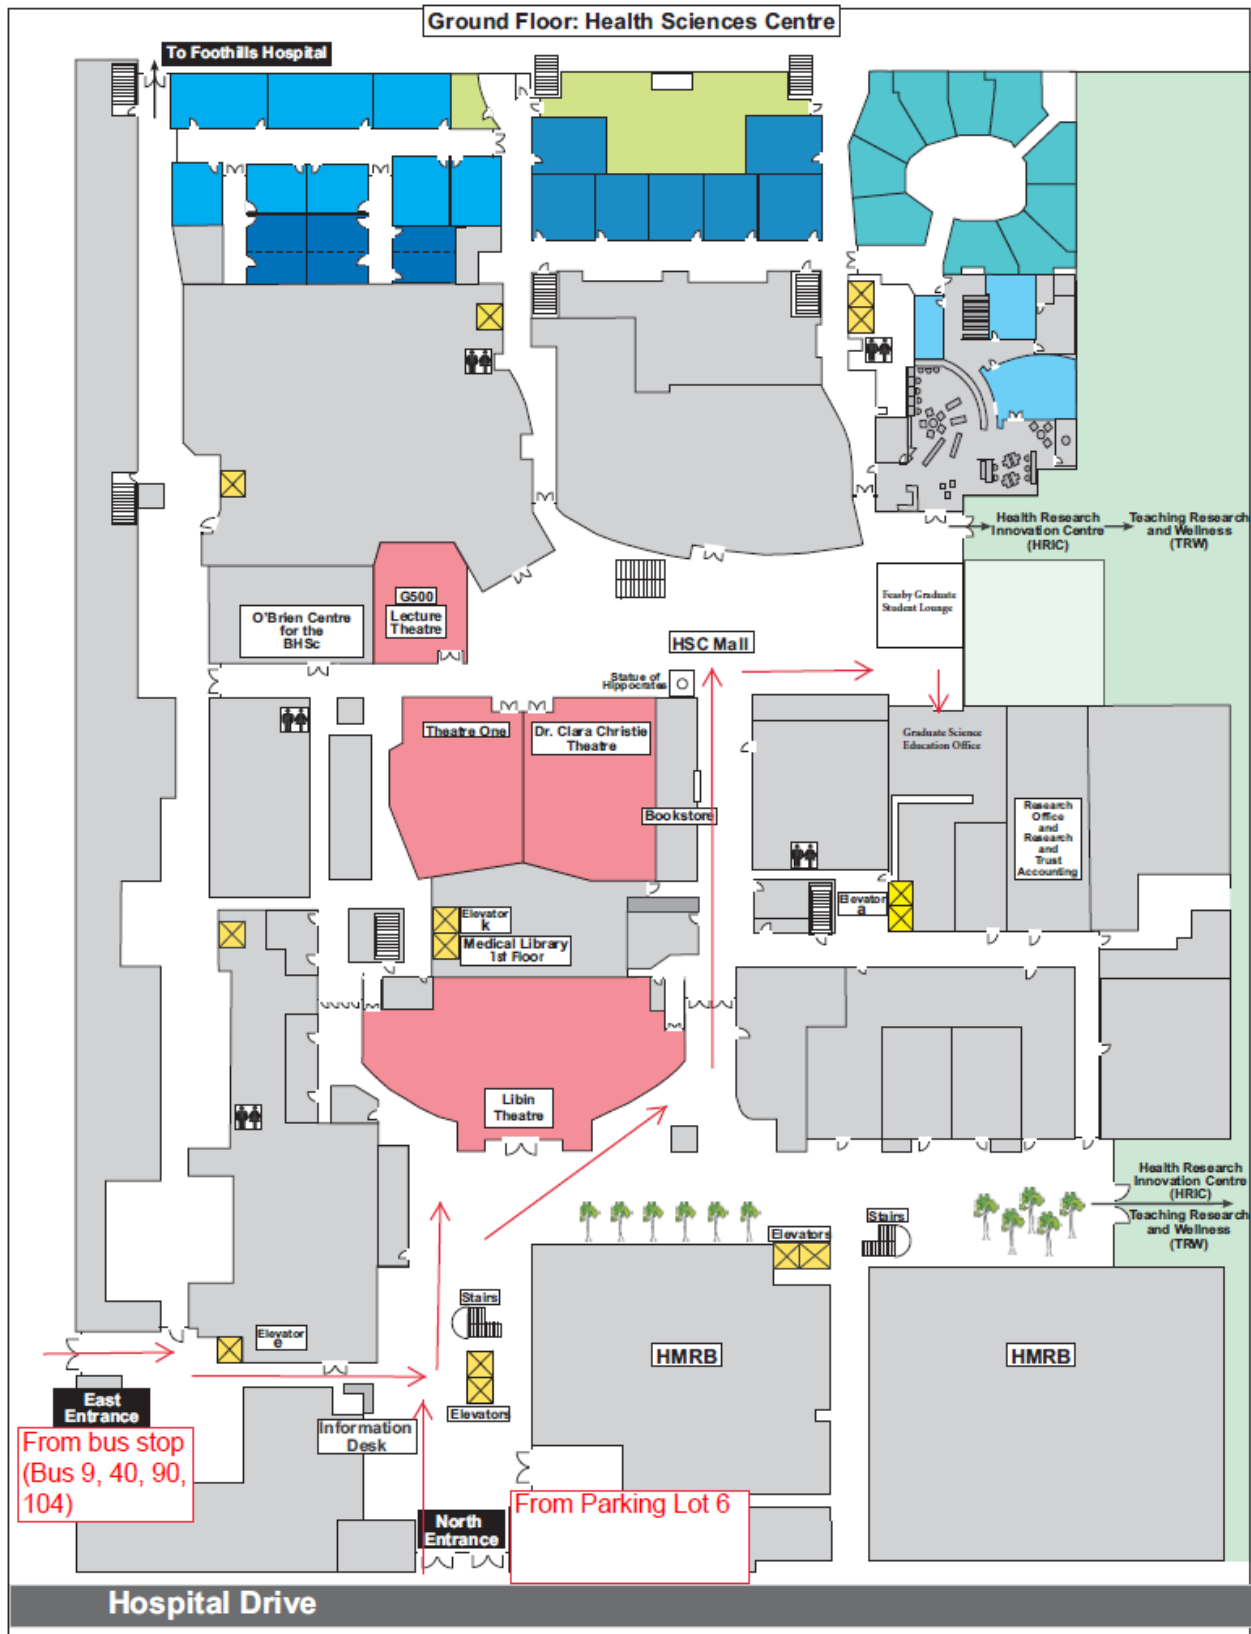 Ground Floor: Health Sciences Centre
To Foothills Hospital
Health Research
Innovation Centre
(HRIC)
Teaching Research
and Wellness
(TRW)
G500
Lecture
Theatre
O'Brien Centre
for the
BHSc
Feasby Graduate
Student Lounge
HSC Mall
Statue of
Hippocrates
Theatre One
Dr. Clara Christie
Theatre
Graduate Science
Education Office
Bookstore
Research
Office
and
Research
and
Trust
Accounting
Elevator
a
Elevator
k
Medical Library
1st Floor
Libin
Theatre
Health Research
Innovation Centre
(HRIC)
Teaching Research
and Wellness
(TRW)
Stairs
Elevators
Stairs
Elevator
e
HMRB
HMRB
East
Entrance
Elevators
Information
Desk
From bus stop
(Bus 9, 40, 90,
104)
From Parking Lot 6
North
Entrance
Hospital Drive